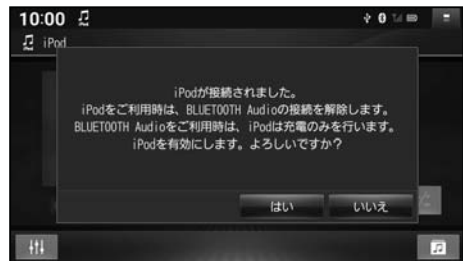 10:00
iPod
iPodが接続されました。
iPodをご利用時は、BLUETOOTH Audioの接続を解除します。
BLUETOOTH Audioをご利用時は、iPodは充電のみを行います。
iPodを有効にします。よろしいですか?
はい
いいえ